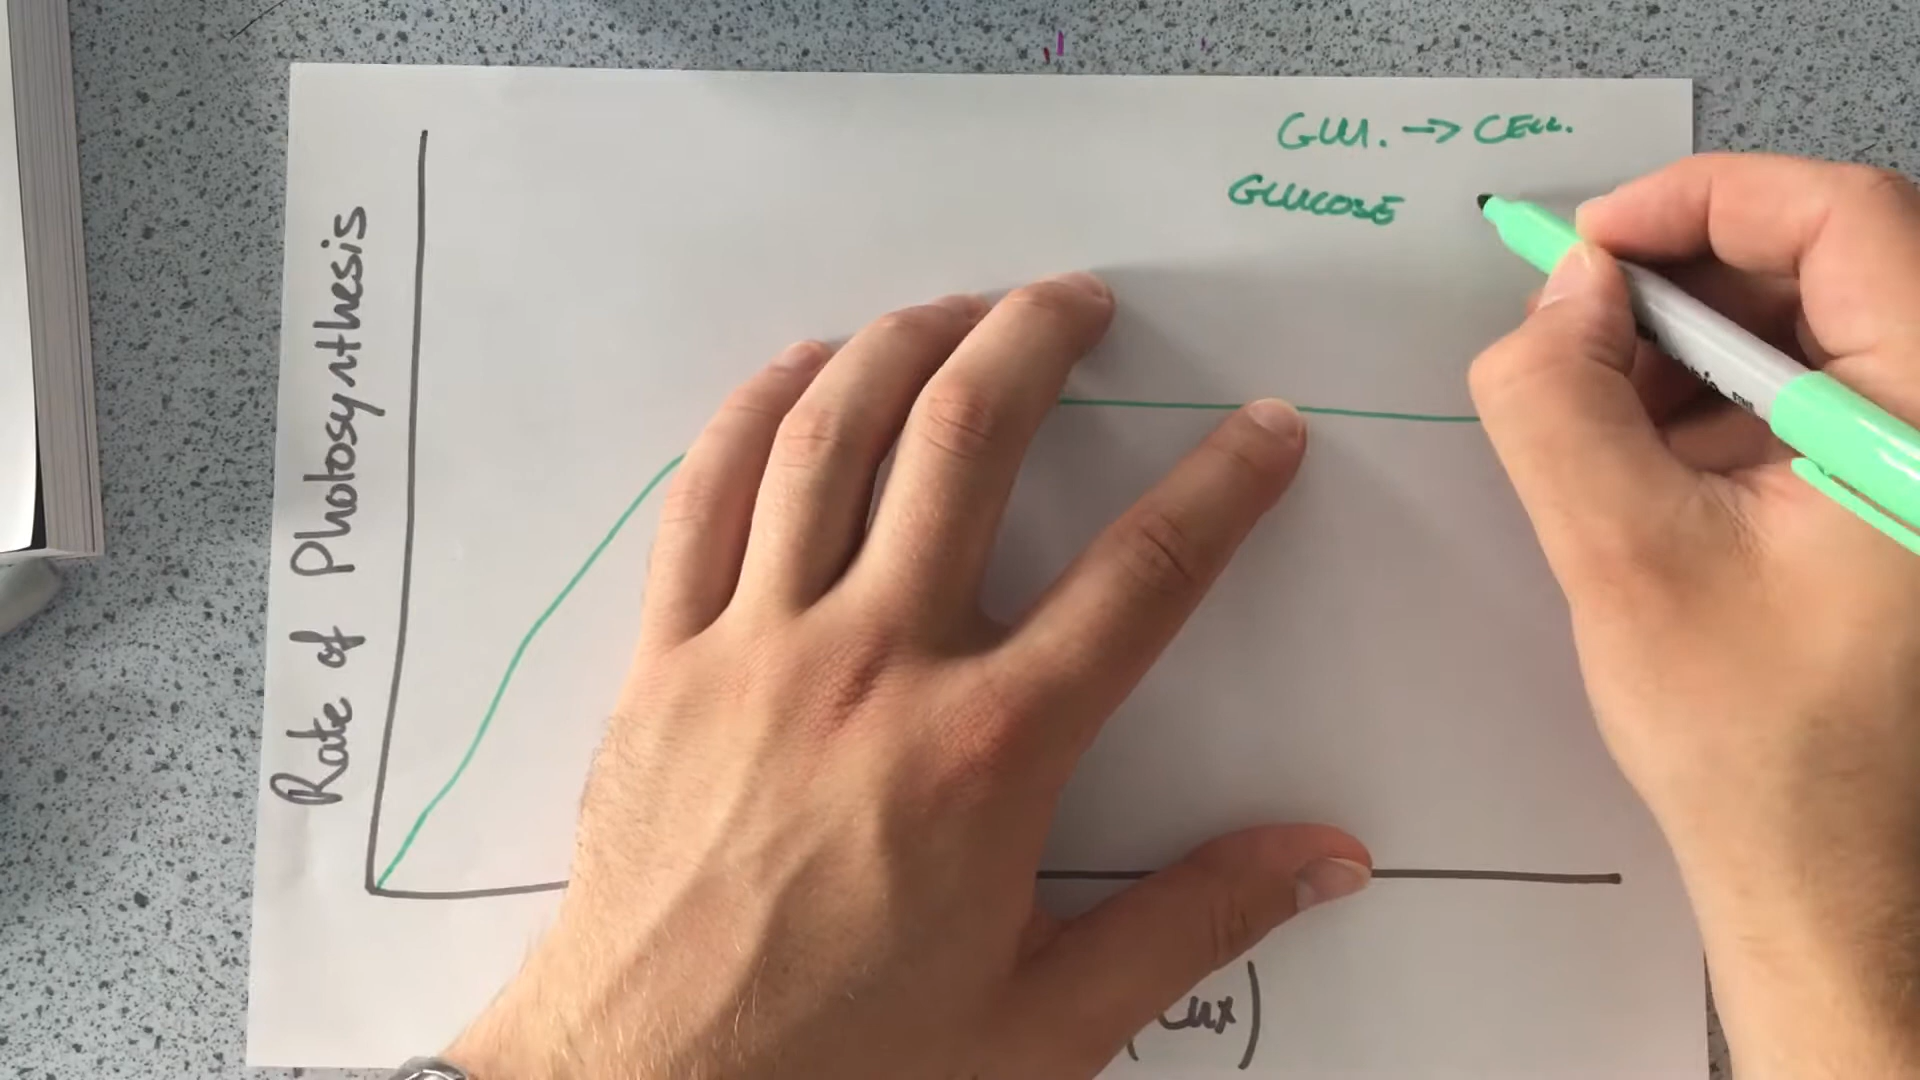 GLU. -> CELL.
GLUCOSE
Rate of Photosynthesis
(Lux)